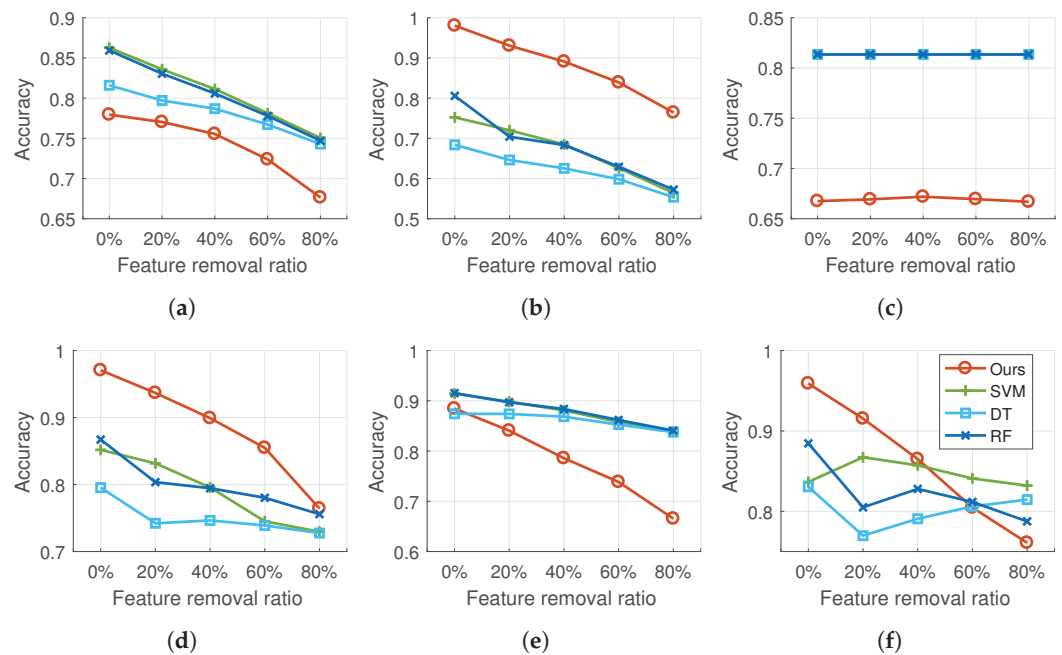 0.9
0.85
0.8
0.75
0.7
0.65
Accuracy
0% 20% 40% 60% 80%
Feature removal ratio
(a)
1
0.9
0.8
0.7
0.6
0.5
Accuracy
0% 20% 40% 60% 80%
Feature removal ratio
(b)
0.85
0.8
0.75
0.7
0.65
Accuracy
0% 20% 40% 60% 80%
Feature removal ratio
(c)
1
0.9
0.8
0.7
Accuracy
0% 20% 40% 60% 80%
Feature removal ratio
(d)
1
0.9
0.8
0.7
0.6
Accuracy
0% 20% 40% 60% 80%
Feature removal ratio
(e)
1
0.9
0.8
Accuracy
Ours
SVM
DT
RF
0% 20% 40% 60% 80%
Feature removal ratio
(f)